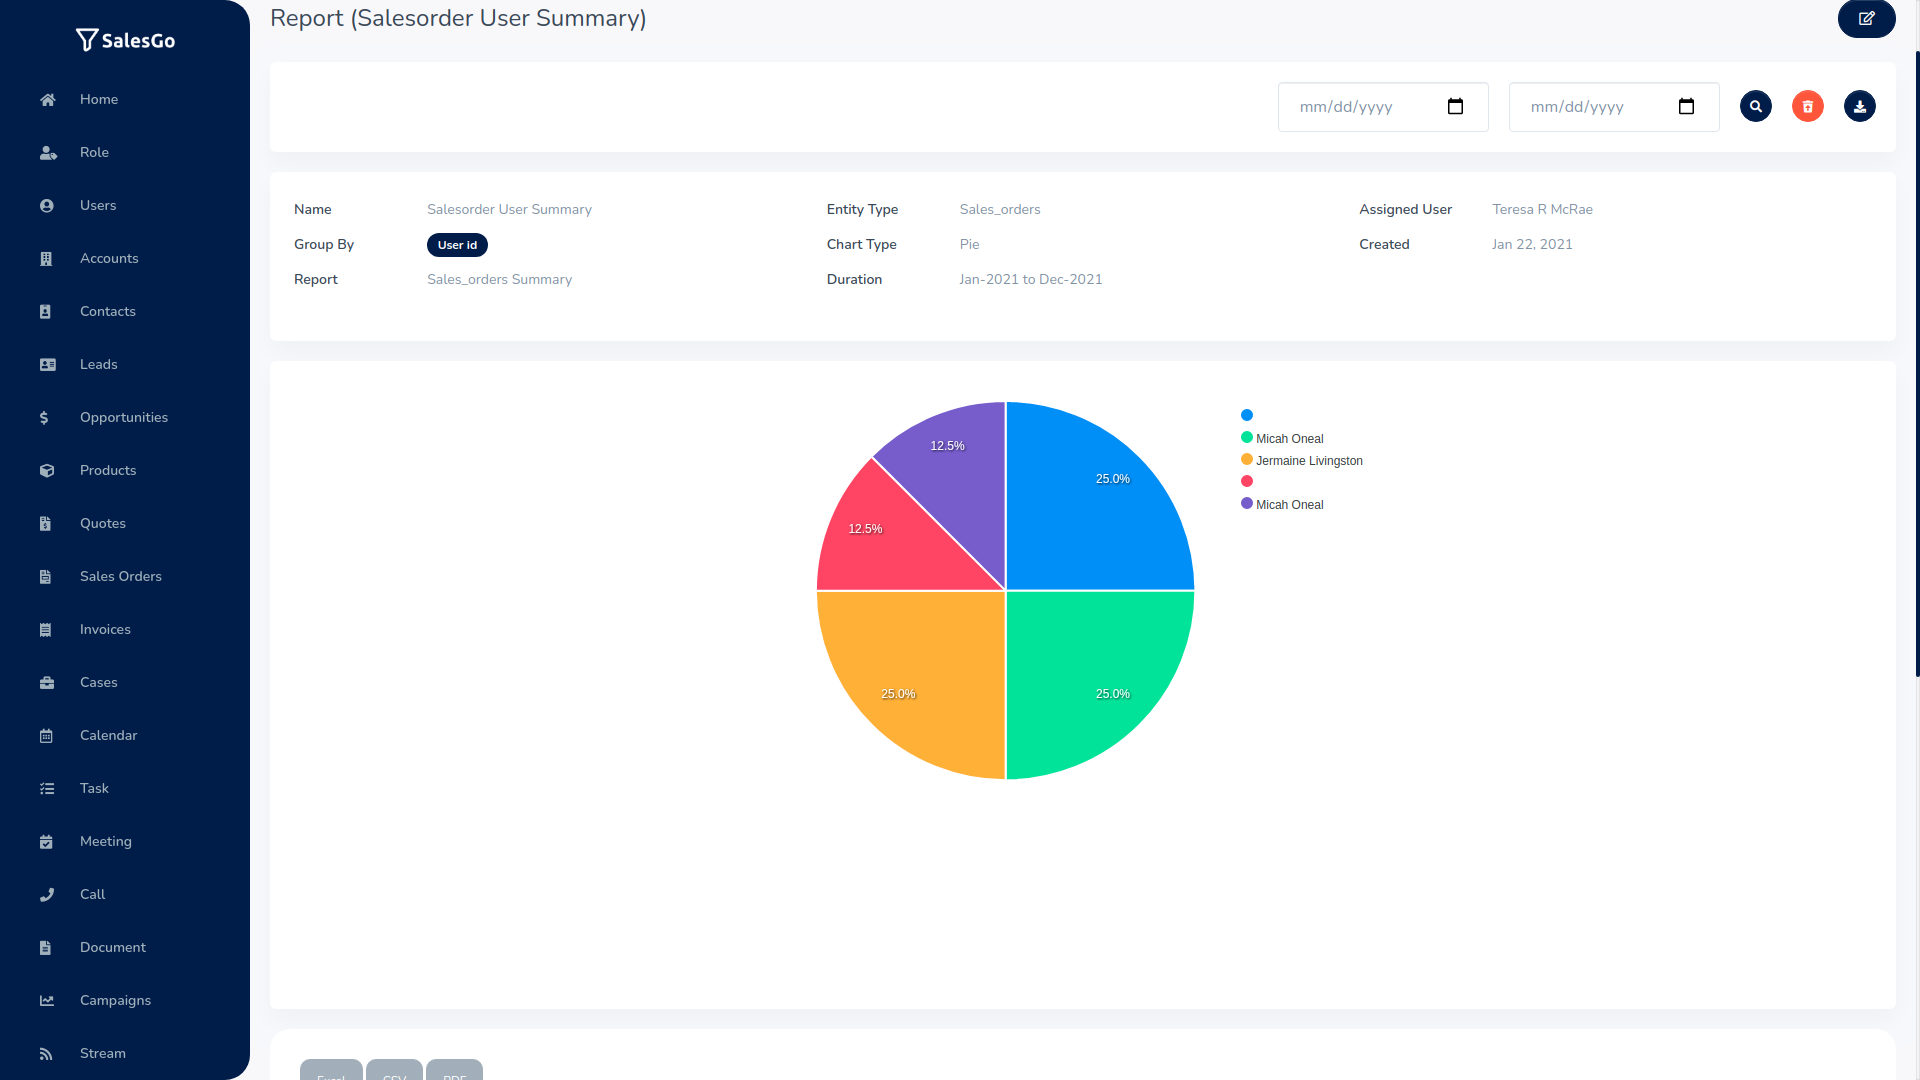 SalesGo
Home
Role
Users
Accounts
Contacts
Leads
Opportunities
Products
Quotes
Sales Orders
Invoices
Cases
Calendar
Task
Meeting
Call
Document
Campaigns
Stream
Report (Salesorder User Summary)
mm/dd/yyyy
mm/dd/yyyy
Name Salesorder User Summary
Entity Type Sales_orders
Assigned User Teresa R McRae
Group By User id
Chart Type Pie
Created Jan 22, 2021
Report Sales_orders Summary
Duration Jan-2021 to Dec-2021
12.5%
25.0%
12.5%
25.0%
25.0%
Micah Oneal
Jermaine Livingston
Micah Oneal
Excel CSV PDF